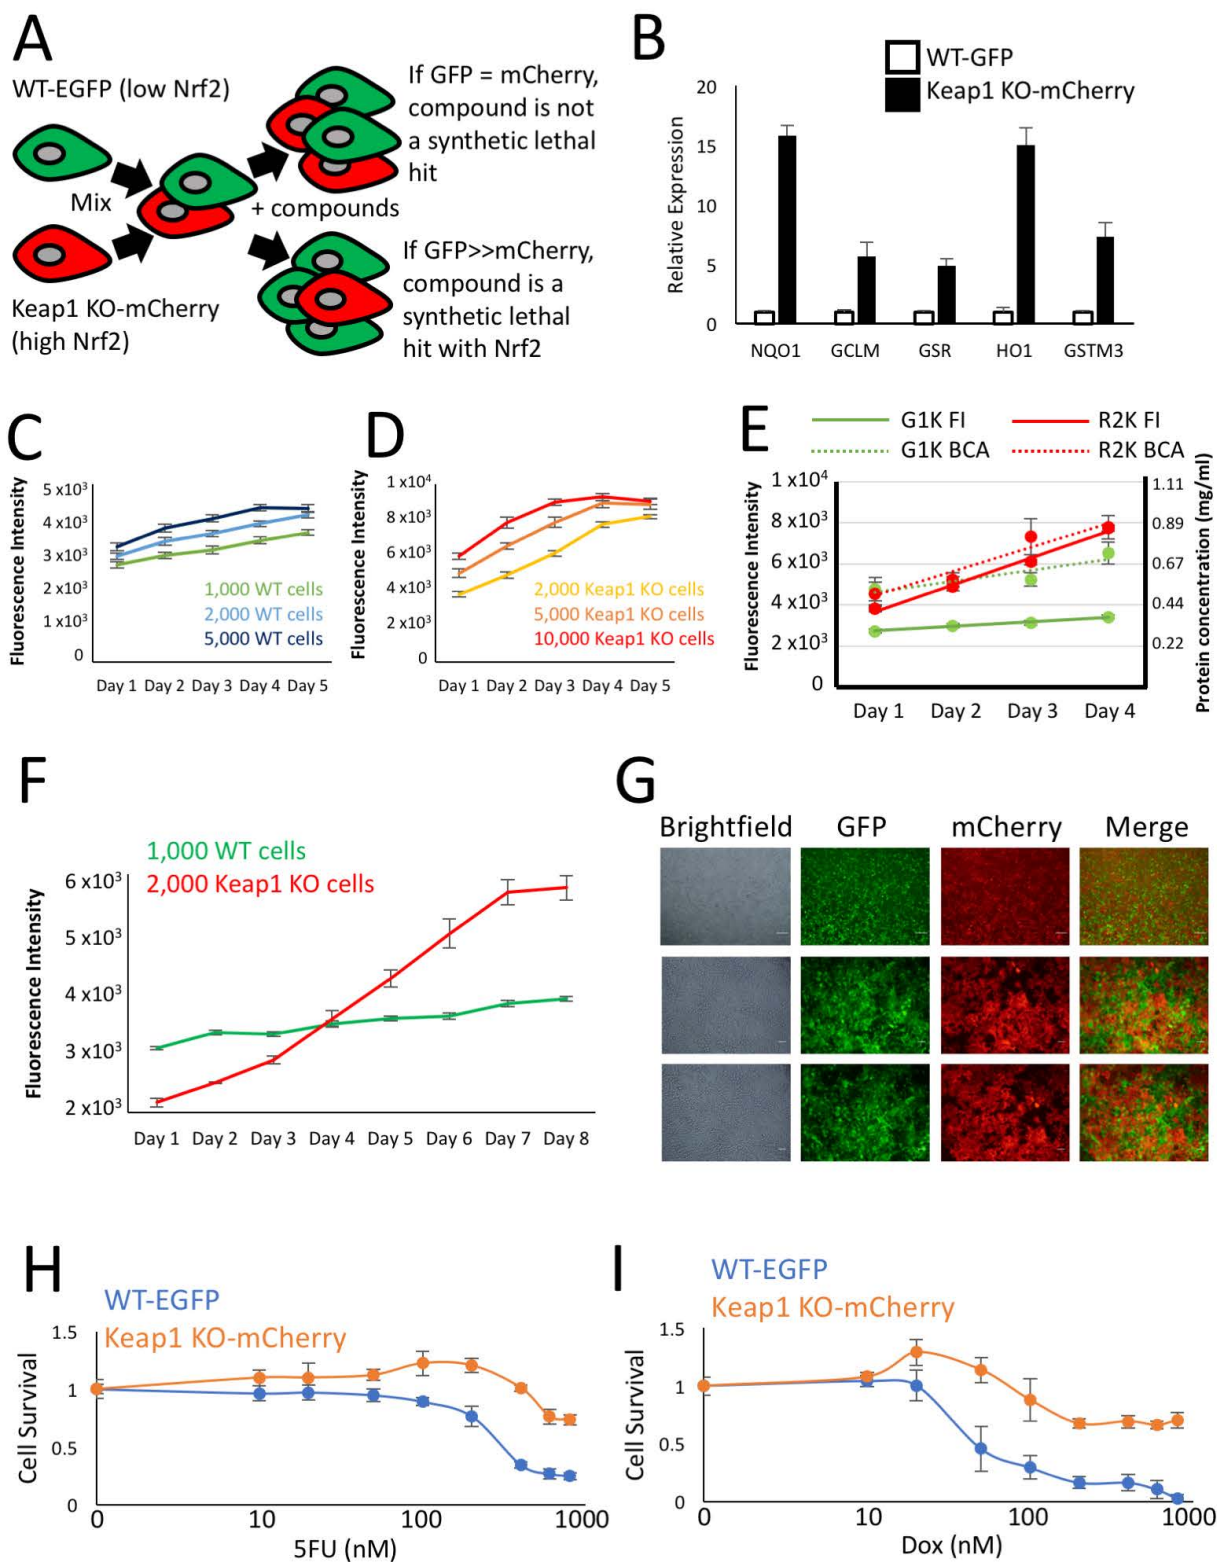 A
WT-EGFP (low Nrf2)
Mix
Keap1 KO-mCherry
(high Nrf2)
+ compounds
If GFP = mCherry,
compound is not
a synthetic lethal
hit
If GFP>>mCherry,
compound is a
synthetic lethal
hit with Nrf2
B
WT-GFP
Keap1 KO-mCherry
Relative Expression
20
15
10
5
0
NQO1 GCLM GSR HO1 GSTM3
C
Fluorescence Intensity
5 x10³
4 x10³
3 x10³
2 x10³
1 x10³
0
1,000 WT cells
2,000 WT cells
5,000 WT cells
Day 1 Day 2 Day 3 Day 4 Day 5
D
Fluorescence Intensity
1 x10⁴
8 x10³
6 x10³
4 x10³
2 x10³
0
2,000 Keap1 KO cells
5,000 Keap1 KO cells
10,000 Keap1 KO cells
Day 1 Day 2 Day 3 Day 4 Day 5
E
G1K FI R2K FI
G1K BCA R2K BCA
Fluorescence Intensity
1 x10⁴
8 x10³
6 x10³
4 x10³
2 x10³
0
1.11
0.89
0.67
0.44
0.22
Protein concentration (mg/ml)
Day 1 Day 2 Day 3 Day 4
F
1,000 WT cells
2,000 Keap1 KO cells
Fluorescence Intensity
6 x10³
5 x10³
4 x10³
3 x10³
2 x10³
Day 1 Day 2 Day 3 Day 4 Day 5 Day 6 Day 7 Day 8
G
Brightfield GFP mCherry Merge
H
WT-EGFP
Keap1 KO-mCherry
Cell Survival
1.5
1
0.5
0
0 10 100 1000
5FU (nM)
I
WT-EGFP
Keap1 KO-mCherry
Cell Survival
1.5
1
0.5
0
0 10 100 1000
Dox (nM)